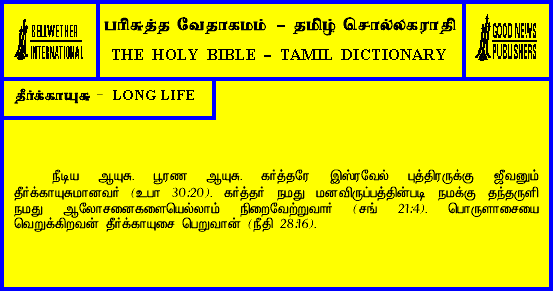 BELLWETHER
INTERNATIONAL
பரிசுத்த வேதாகமம் – தமிழ் சொல்லகராதி
THE HOLY BIBLE – TAMIL DICTIONARY
GOOD NEWS
PUBLISHERS
தீர்க்காயுசு – LONG LIFE
நீடிய ஆயுசு. பூரண ஆயுசு. கர்த்தரே இஸ்ரவேல் புத்திரருக்கு ஜீவனும்
தீர்க்காயுசுமானவர் (உபா 30:20). கர்த்தர் நமது மனவிருப்பத்தின்படி நமக்கு தந்தருளி
நமது ஆலோசனைகளையெல்லாம் நிறைவேற்றுவார் (சங் 21:4). பொருளாசையை
வெறுக்கிறவன் தீர்க்காயுசை பெறுவான் (நீதி 28:16).